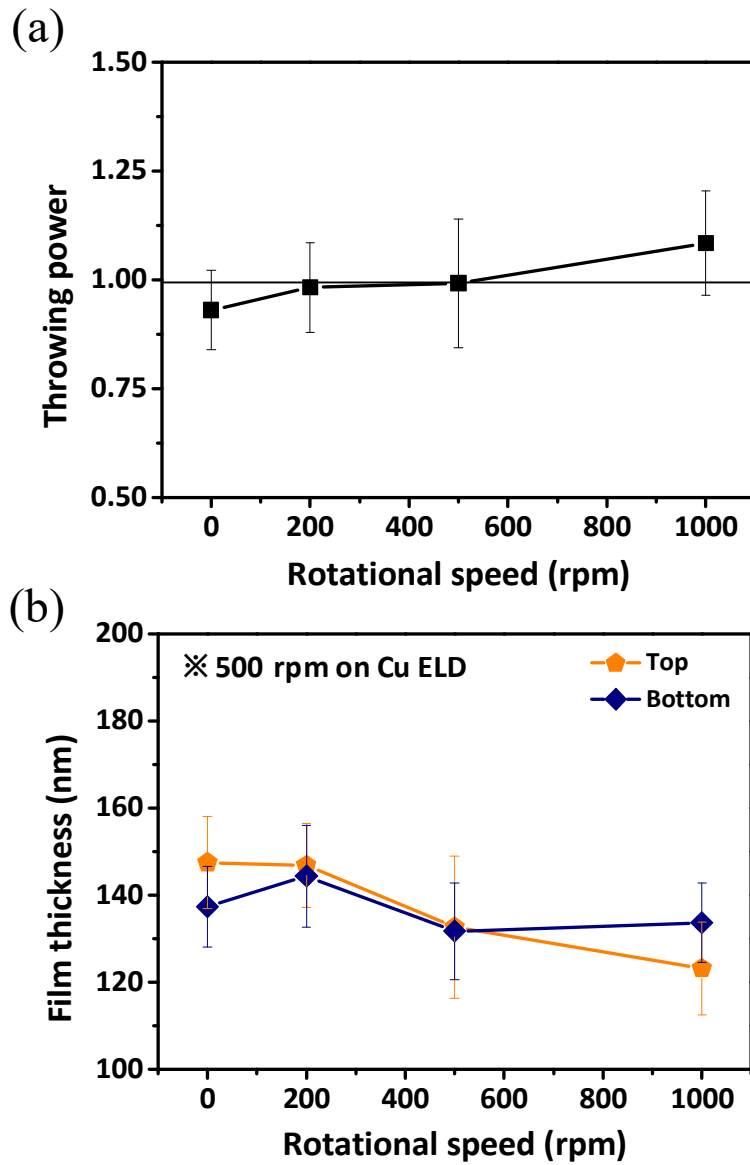 (a)
1.50
1.25
1.00
0.75
0.50
Throwing power
0 200 400 600 800 1000
Rotational speed (rpm)
(b)
200
180
160
140
120
100
Film thickness (nm)
※ 500 rpm on Cu ELD
Top
Bottom
0 200 400 600 800 1000
Rotational speed (rpm)